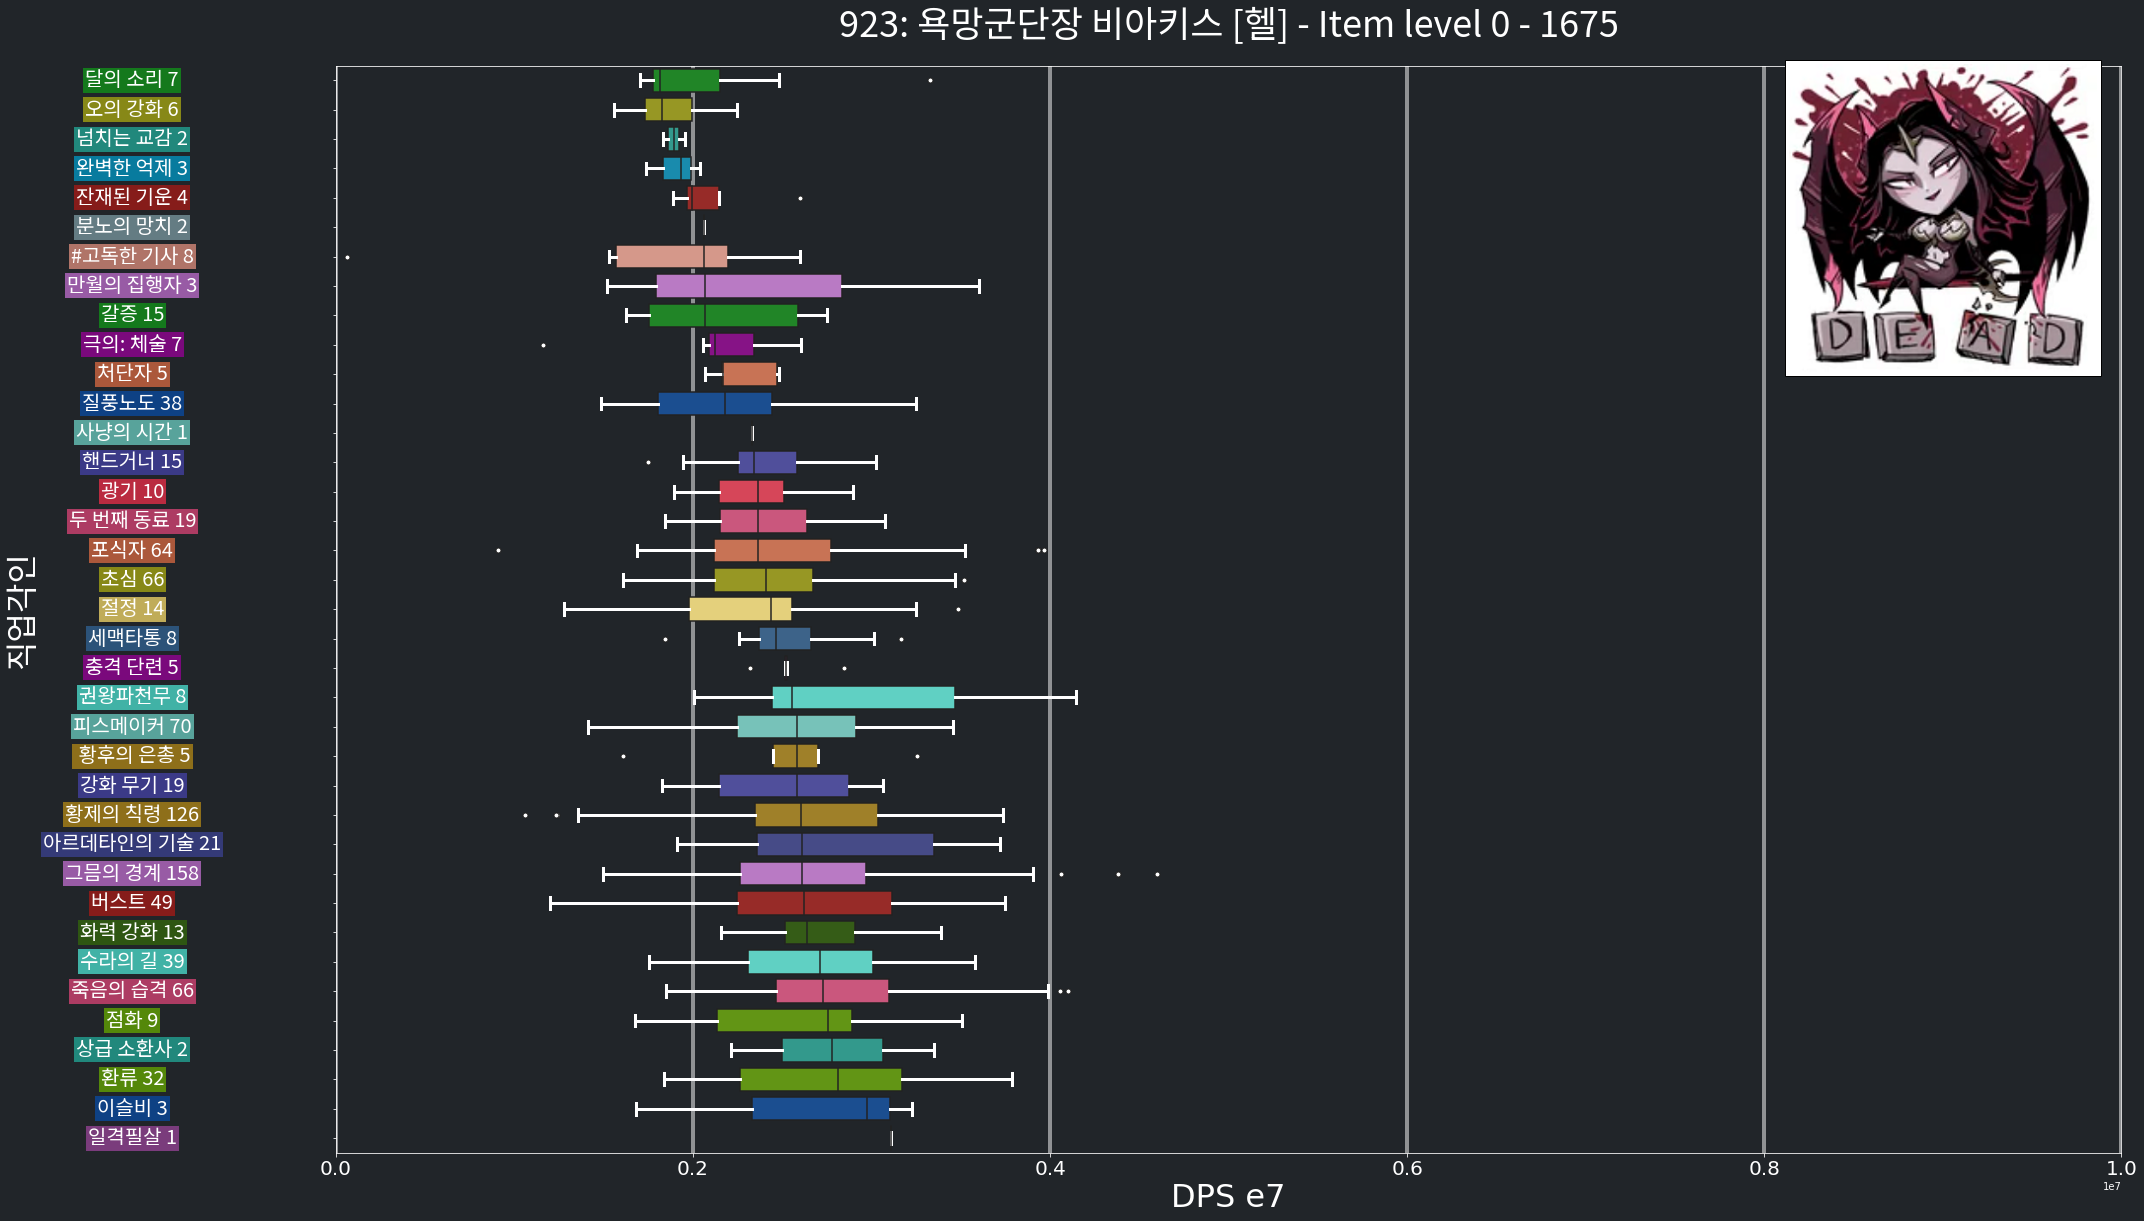 923: 욕망군단장 비아키스 [헬] - Item level 0 - 1675
달의 소리 7
오의 강화 6
넘치는 교감 2
완벽한 억제 3
잔재된 기운 4
분노의 망치 2
#고독한 기사 8
만월의 집행자 3
갈증 15
극의: 체술 7
처단자 5
질풍노도 38
사냥의 시간 1
핸드거너 15
광기 10
두 번째 동료 19
포식자 64
초심 66
절정 14
세맥타통 8
충격 단련 5
권왕파천무 8
피스메이커 70
황후의 은총 5
강화 무기 19
황제의 칙령 126
아르데타인의 기술 21
그믐의 경계 158
버스트 49
화력 강화 13
수라의 길 39
죽음의 습격 66
점화 9
상급 소환사 2
환류 32
이슬비 3
일격필살 1
직업각인
0.0 0.2 0.4 0.6 0.8 1.0
1e7
DPS e7
D E A D